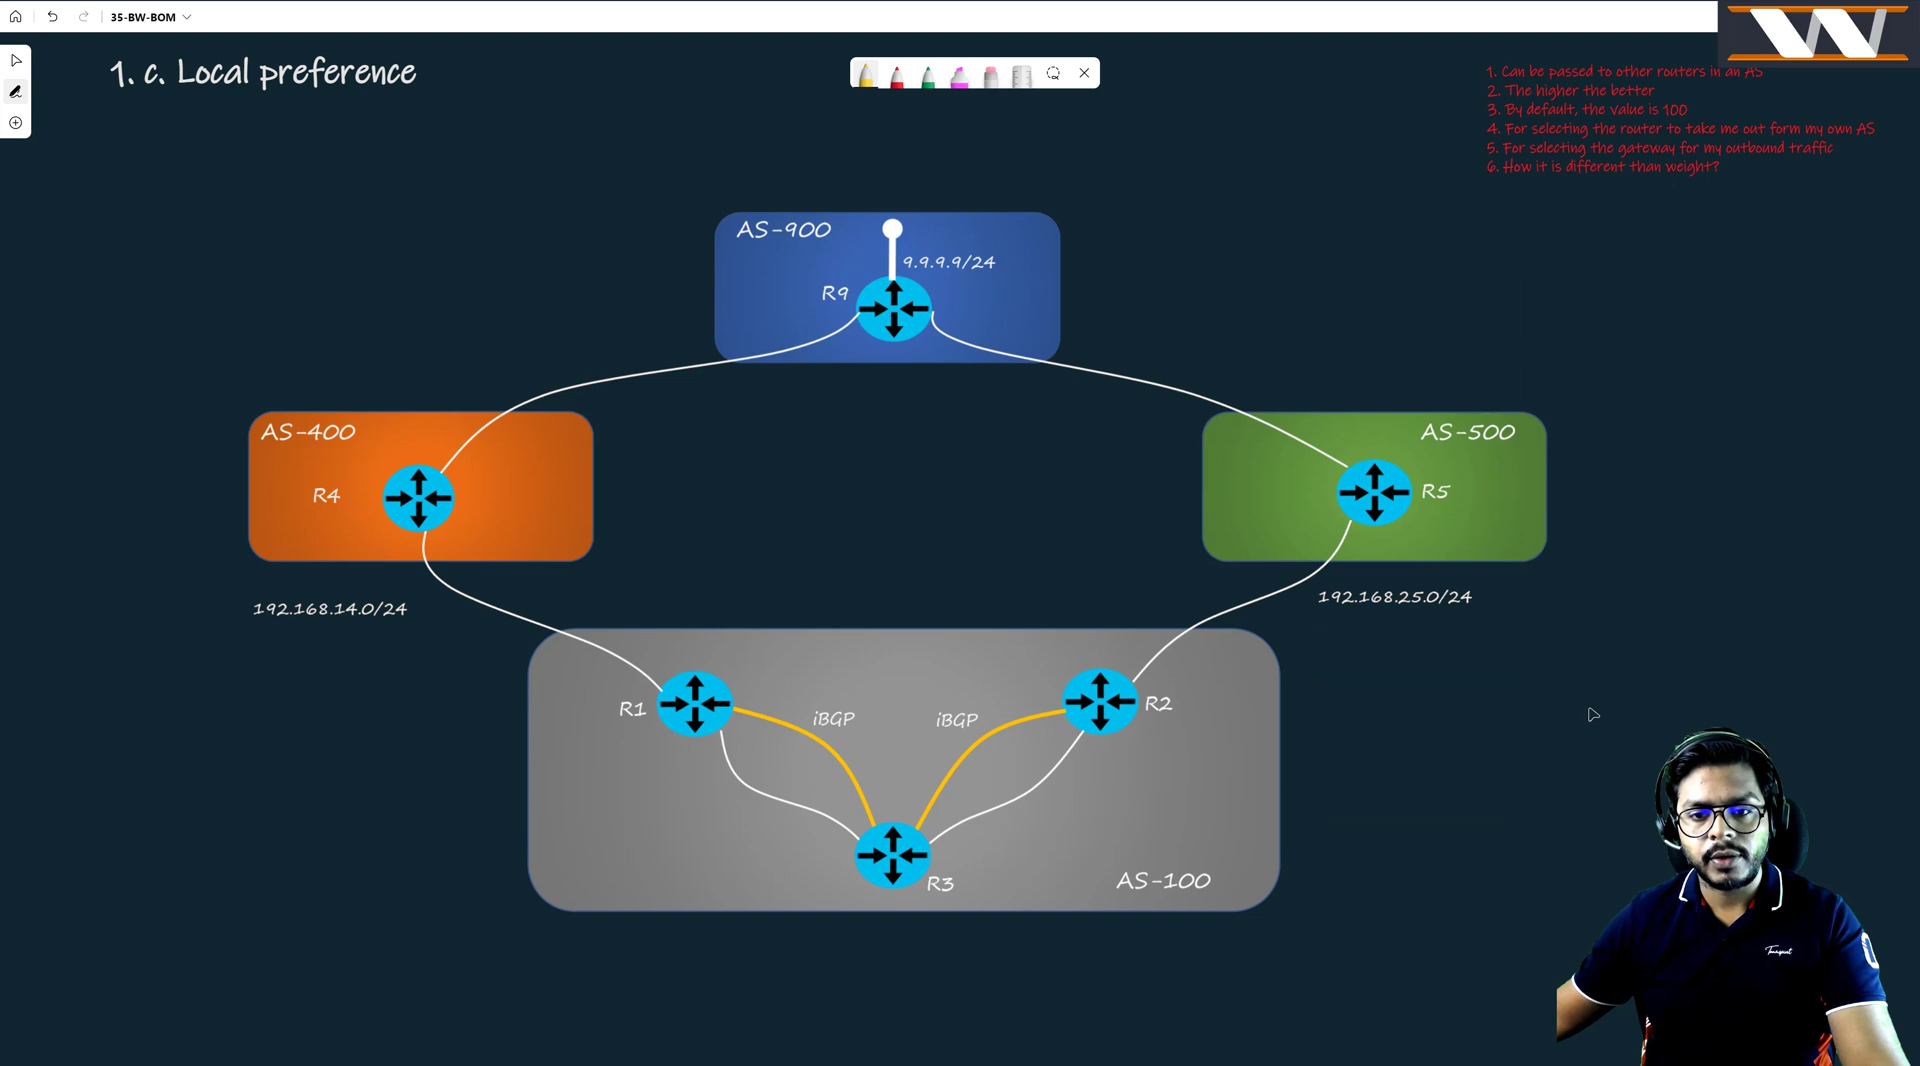 35-BW-BOM
1. c. Local preference
1. Can be passed to other routers in an AS
2. The higher the better
3. By default, the value is 100
4. For selecting the router to take me out form my own AS
5. For selecting the gateway for my outbound traffic
6. How it is different than weight?
AS-900
9.9.9.9/24
R9
AS-400
R4
AS-500
R5
192.168.14.0/24
192.168.25.0/24
R1
iBGP
iBGP
R2
R3
AS-100